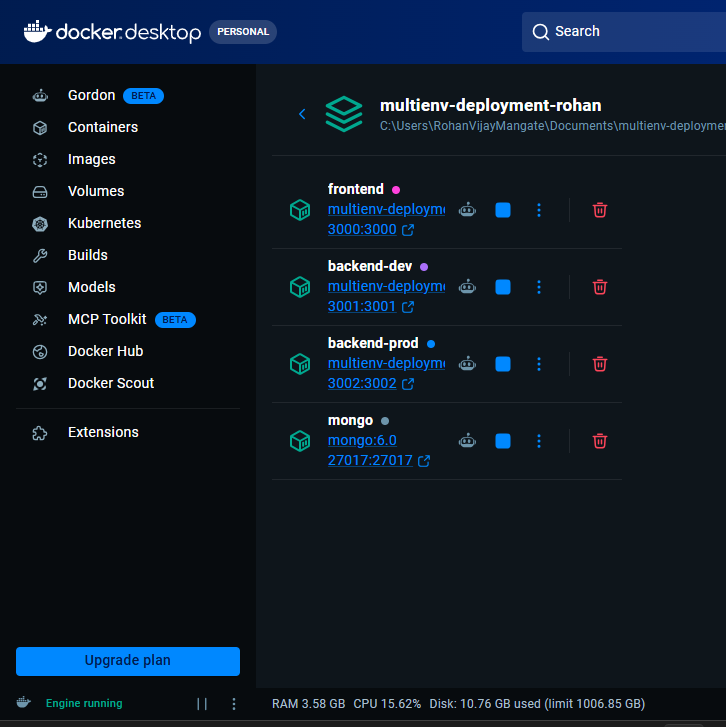 docker.desktop PERSONAL
Search
Gordon BETA
Containers
Images
Volumes
Kubernetes
Builds
Models
MCP Toolkit BETA
Docker Hub
Docker Scout
Extensions
Upgrade plan
Engine running
multienv-deployment-rohan
C:\Users\RohanVijayMangate\Documents\multienv-deployme
frontend
multienv-deploym
3000:3000
backend-dev
multienv-deploym
3001:3001
backend-prod
multienv-deploym
3002:3002
mongo
mongo:6.0
27017:27017
RAM 3.58 GB CPU 15.62% Disk: 10.76 GB used (limit 1006.85 GB)